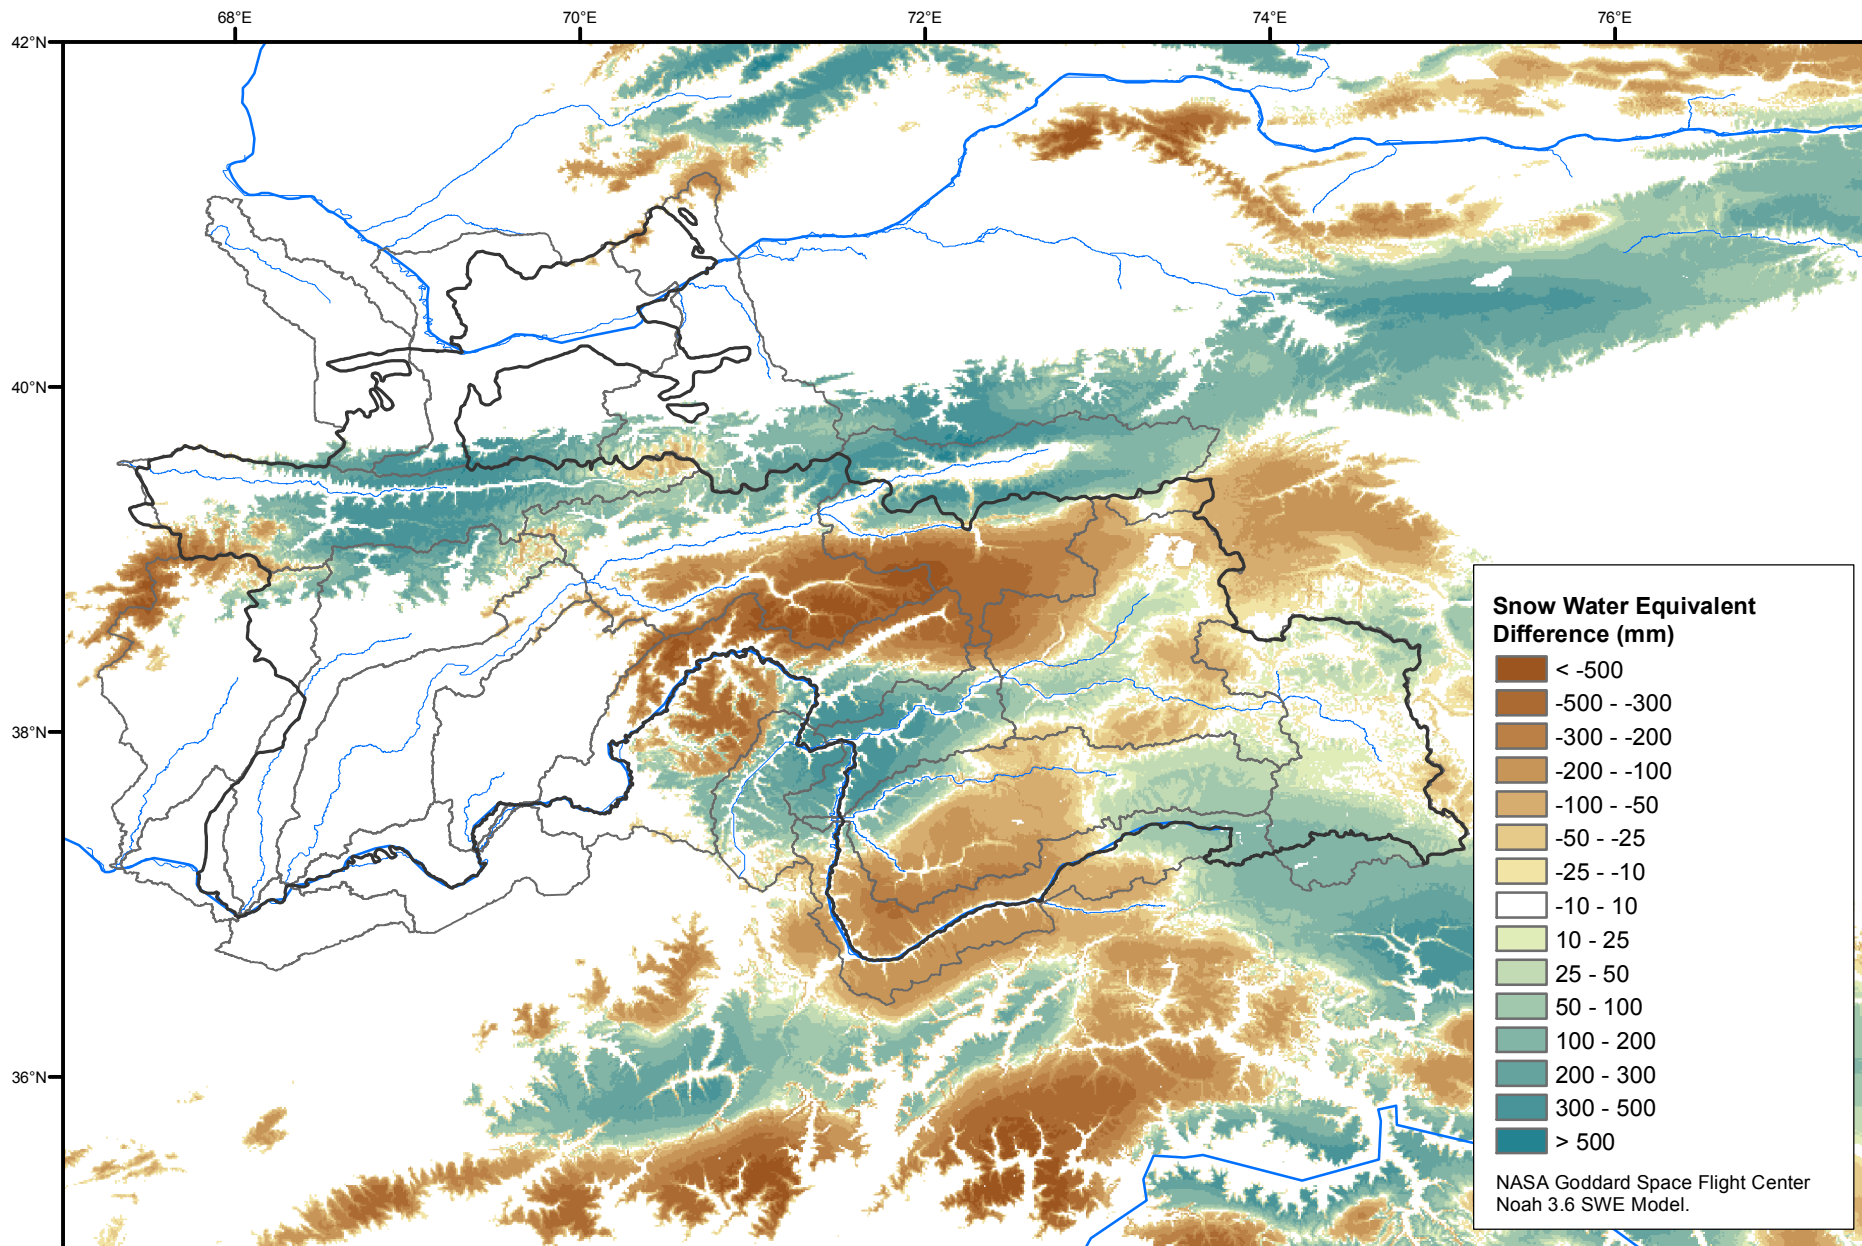 68°E 70°E 72°E 74°E 76°E
42°N
40°N
38°N
36°N
Snow Water Equivalent
Difference (mm)
< -500
-500 - -300
-300 - -200
-200 - -100
-100 - -50
-50 - -25
-25 - -10
-10 - 10
10 - 25
25 - 50
50 - 100
100 - 200
200 - 300
300 - 500
> 500
NASA Goddard Space Flight Center
Noah 3.6 SWE Model.